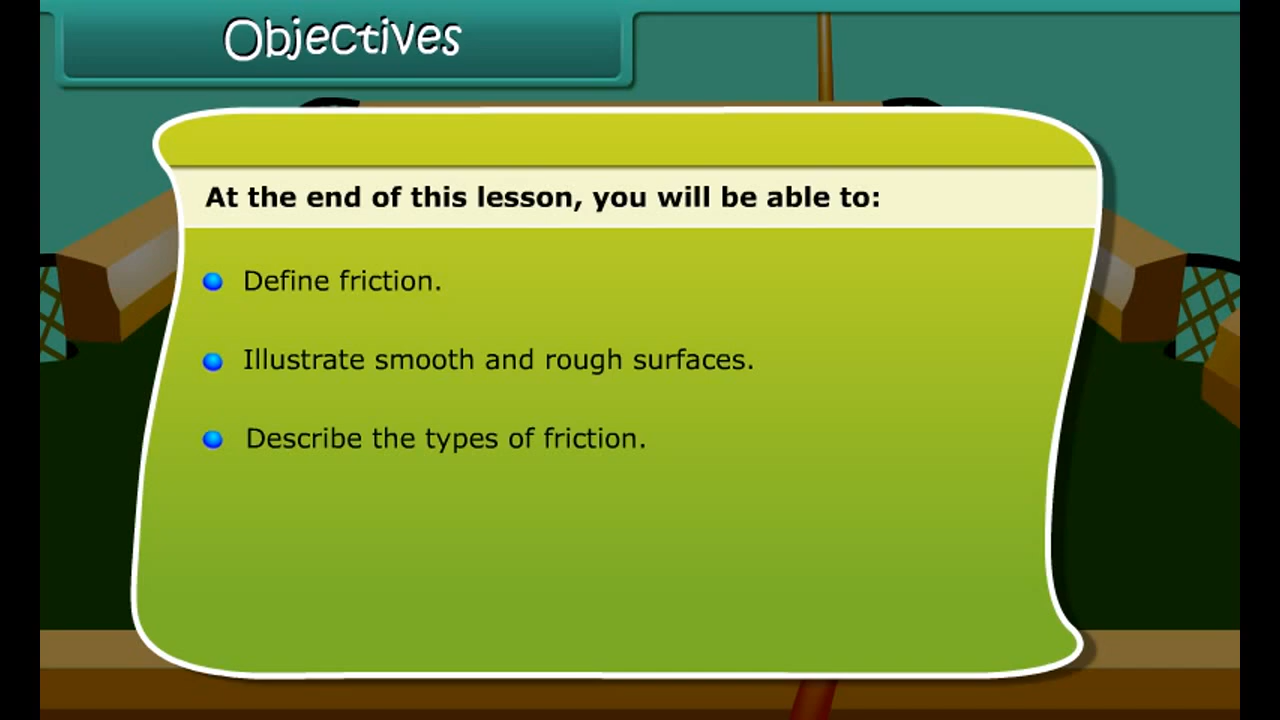 Objectives
At the end of this lesson, you will be able to:
Define friction.
Illustrate smooth and rough surfaces.
Describe the types of friction.